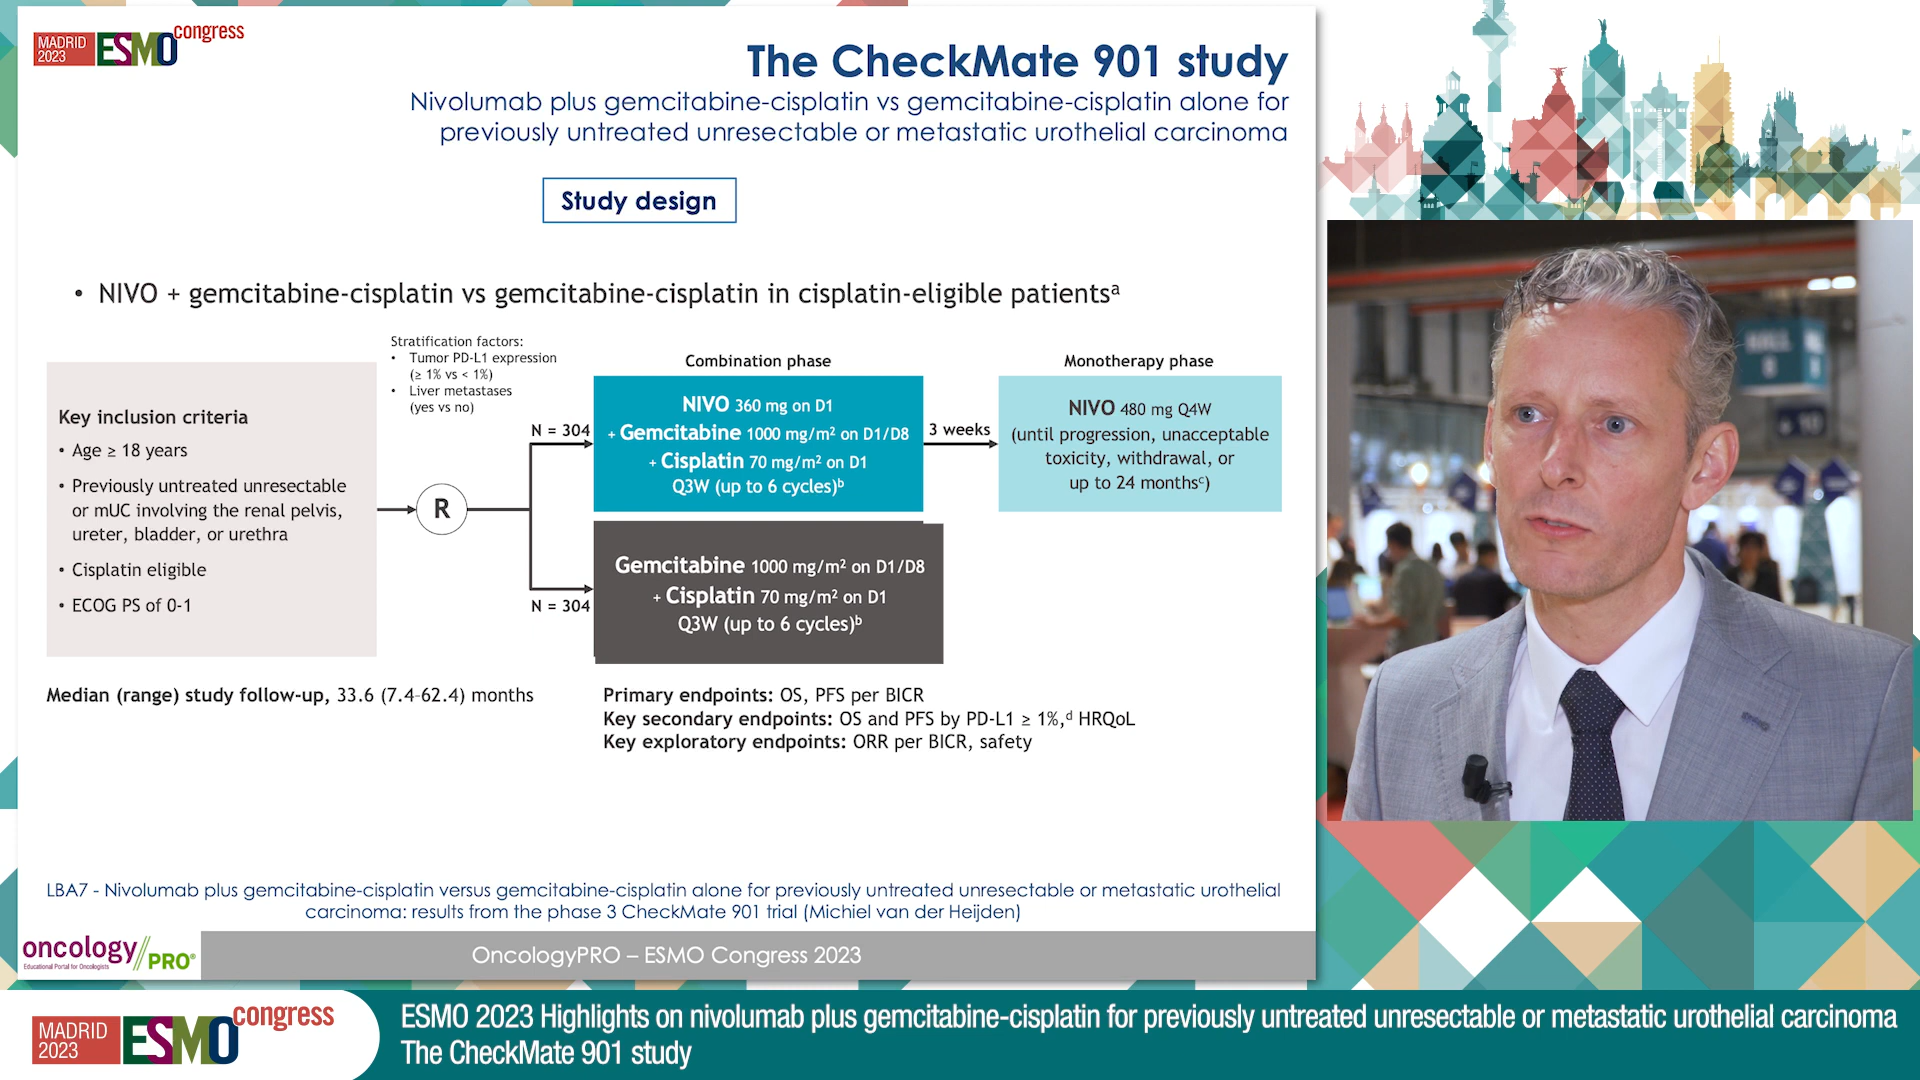 MADRID
2023
ESMO
congress
The CheckMate 901 study
Nivolumab plus gemcitabine-cisplatin vs gemcitabine-cisplatin alone for
previously untreated unresectable or metastatic urothelial carcinoma
Study design
• NIVO + gemcitabine-cisplatin vs gemcitabine-cisplatin in cisplatin-eligible patientsᵃ
Key inclusion criteria
• Age ≥ 18 years
• Previously untreated unresectable
or mUC involving the renal pelvis,
ureter, bladder, or urethra
• Cisplatin eligible
• ECOG PS of 0-1
Stratification factors:
• Tumor PD-L1 expression
(≥ 1% vs < 1%)
• Liver metastases
(yes vs no)
R
N = 304
N = 304
Combination phase
NIVO 360 mg on D1
+ Gemcitabine 1000 mg/m² on D1/D8
+ Cisplatin 70 mg/m² on D1
Q3W (up to 6 cycles)ᵇ
3 weeks
Monotherapy phase
NIVO 480 mg Q4W
(until progression, unacceptable
toxicity, withdrawal, or
up to 24 monthsᶜ)
Gemcitabine 1000 mg/m² on D1/D8
+ Cisplatin 70 mg/m² on D1
Q3W (up to 6 cycles)ᵇ
Median (range) study follow-up, 33.6 (7.4–62.4) months
Primary endpoints: OS, PFS per BICR
Key secondary endpoints: OS and PFS by PD-L1 ≥ 1%,ᵈ HRQoL
Key exploratory endpoints: ORR per BICR, safety
LBA7 - Nivolumab plus gemcitabine-cisplatin versus gemcitabine-cisplatin alone for previously untreated unresectable or metastatic urothelial
carcinoma: results from the phase 3 CheckMate 901 trial (Michiel van der Heijden)
oncology//PRO®
Educational Portal for Oncologists
OncologyPRO – ESMO Congress 2023
HALL
8
MADRID
2023
ESMO
congress
ESMO 2023 Highlights on nivolumab plus gemcitabine-cisplatin for previously untreated unresectable or metastatic urothelial carcinoma
The CheckMate 901 study